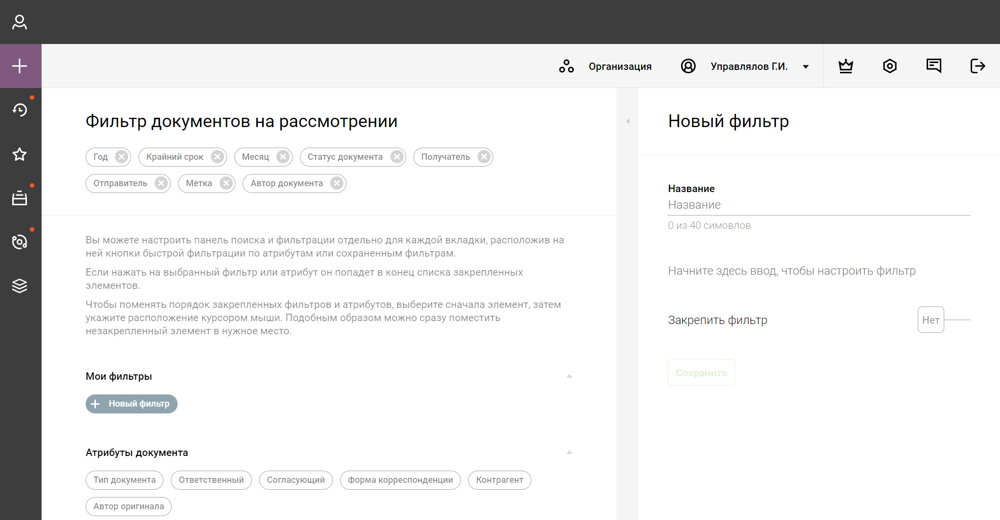 Организация
Управлялов Г.И.
Фильтр документов на рассмотрении
Год
Крайний срок
Месяц
Статус документа
Получатель
Отправитель
Метка
Автор документа
Вы можете настроить панель поиска и фильтрации отдельно для каждой вкладки, расположив на
ней кнопки быстрой фильтрации по атрибутам или сохраненным фильтрам.
Если нажать на выбранный фильтр или атрибут он попадет в конец списка закрепленных
элементов.
Чтобы поменять порядок закрепленных фильтров и атрибутов, выберите сначала элемент, затем
укажите расположение курсором мыши. Подобным образом можно сразу поместить
незакрепленный элемент в нужное место.
Мои фильтры
Новый фильтр
Атрибуты документа
Тип документа
Ответственный
Согласующий
Форма корреспонденции
Контрагент
Автор оригинала
Новый фильтр
Название
Название
0 из 40 симовлов
Начните здесь ввод, чтобы настроить фильтр
Закрепить фильтр
Нет
Сохранить